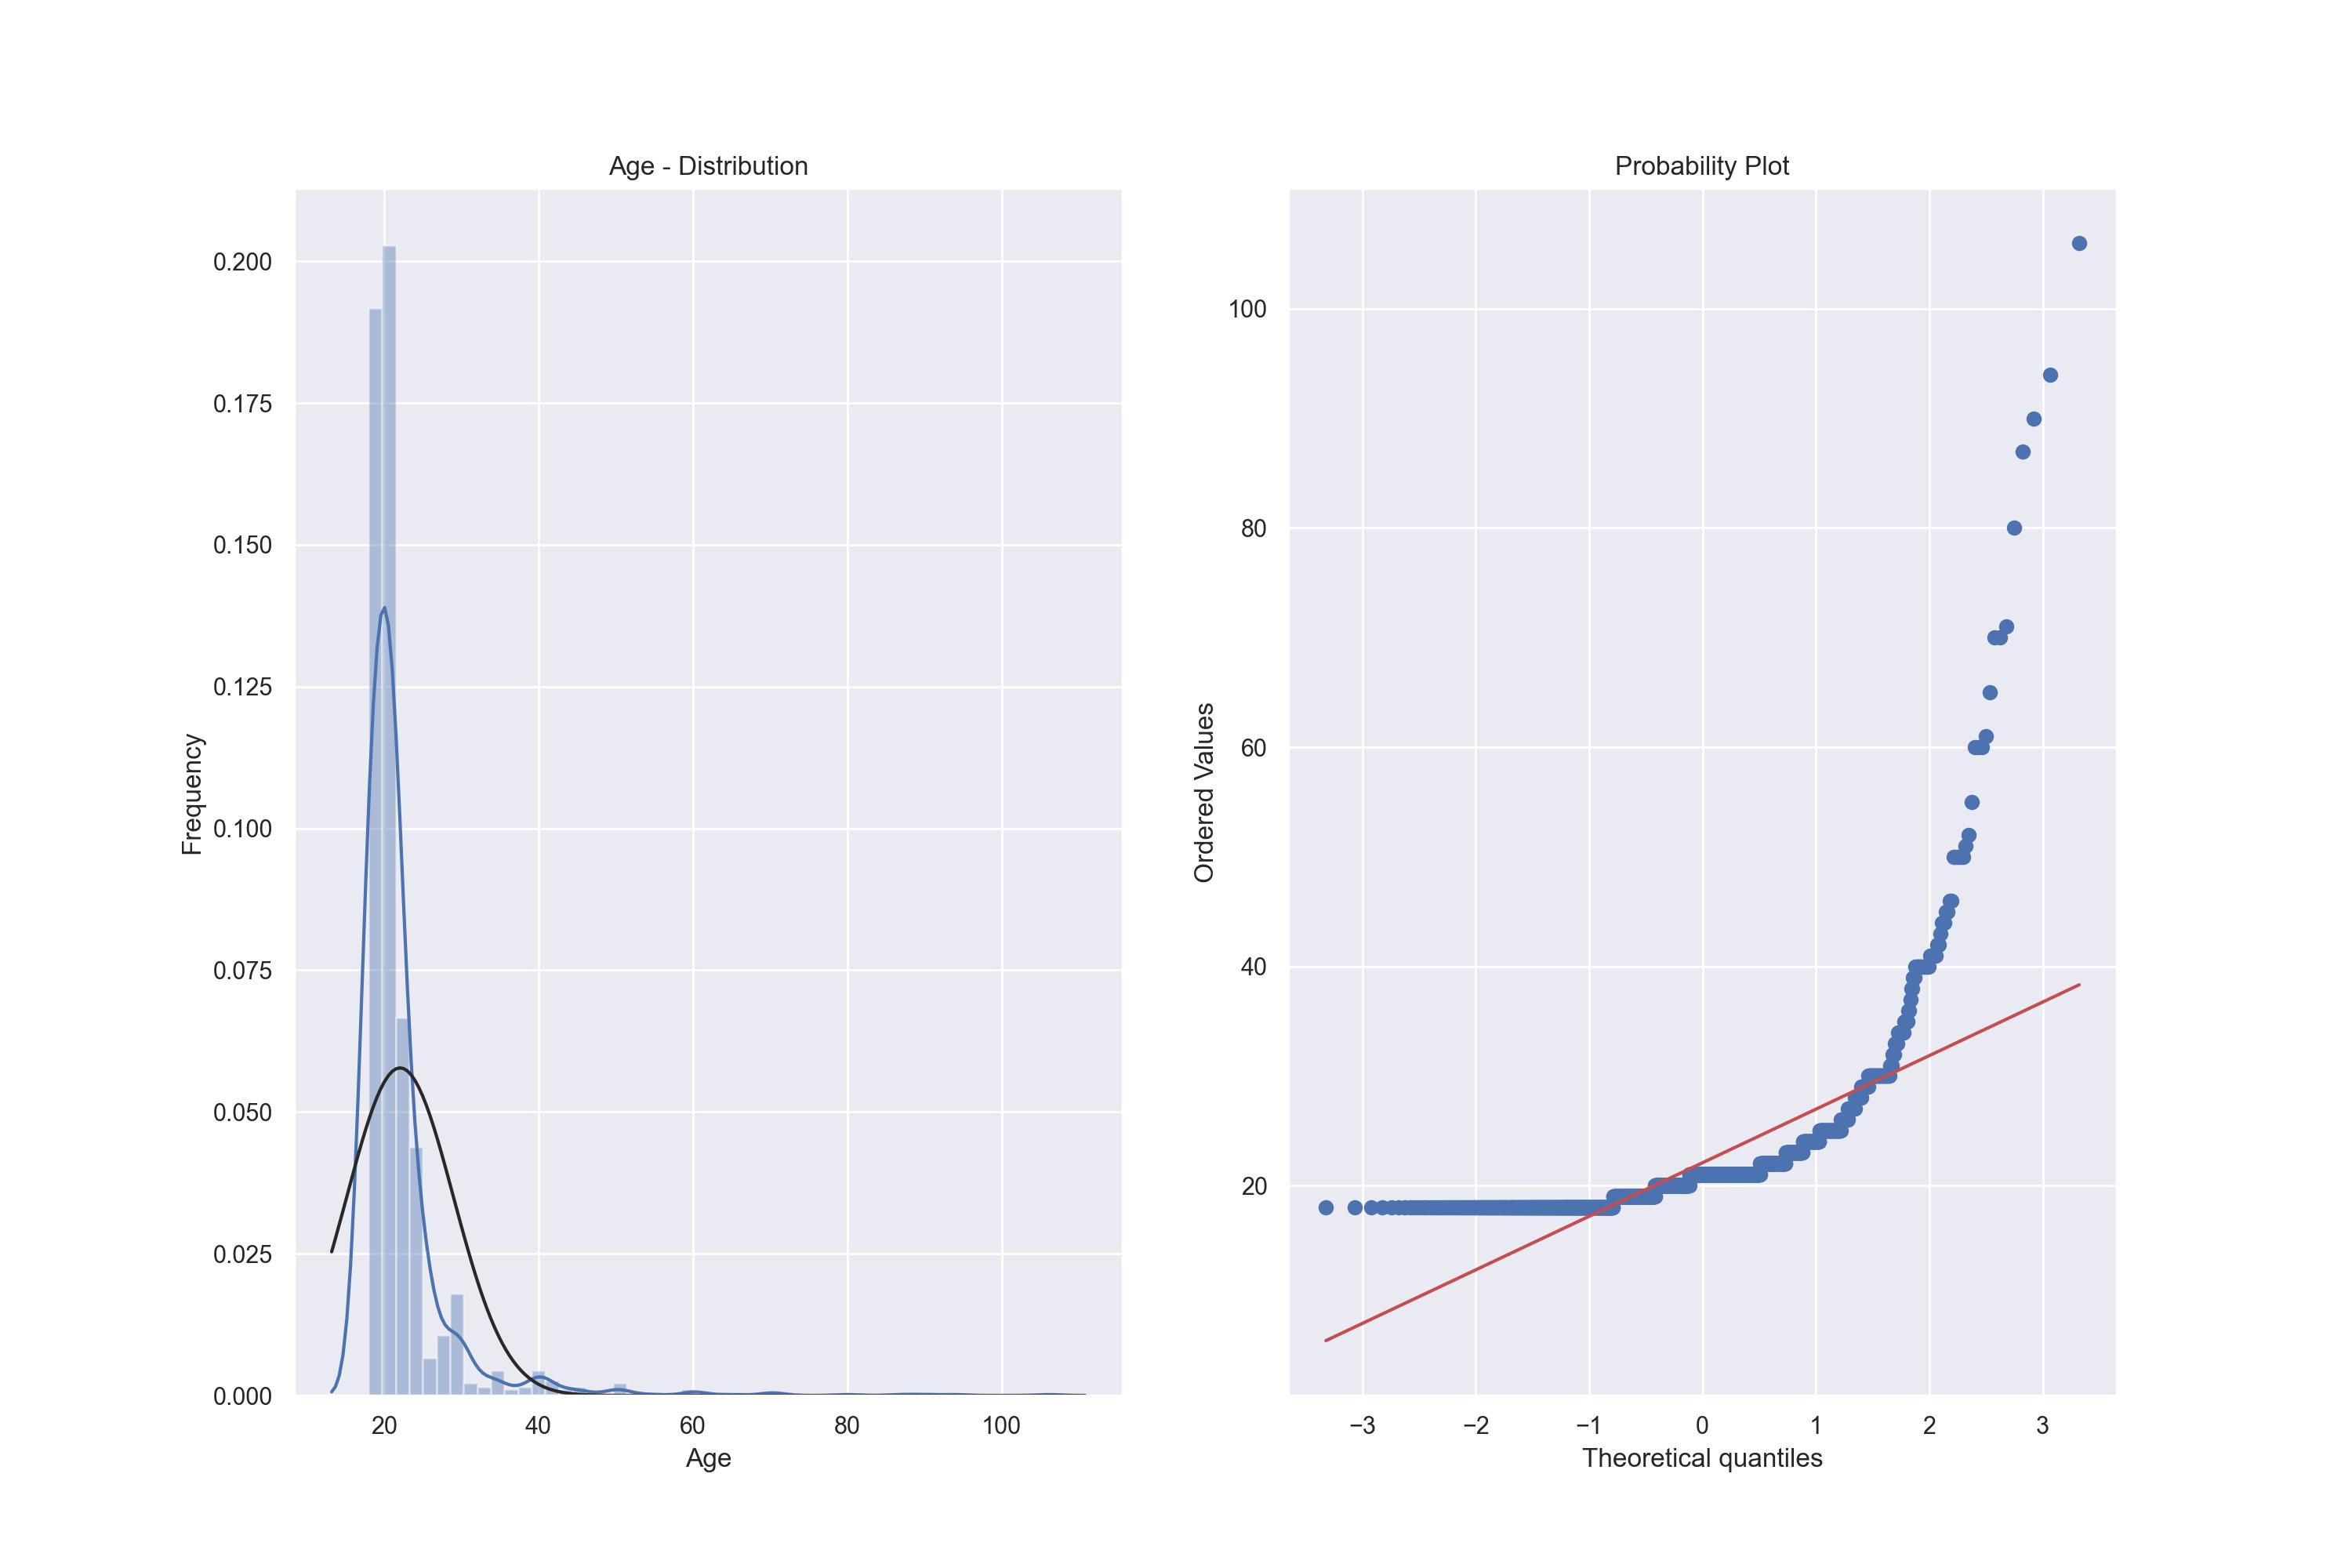 Age - Distribution
0.200
0.175
0.150
0.125
0.100
0.075
0.050
0.025
0.000
Frequency
20 40 60 80 100
Age
Probability Plot
100
80
60
40
20
Ordered Values
−3 −2 −1 0 1 2 3
Theoretical quantiles